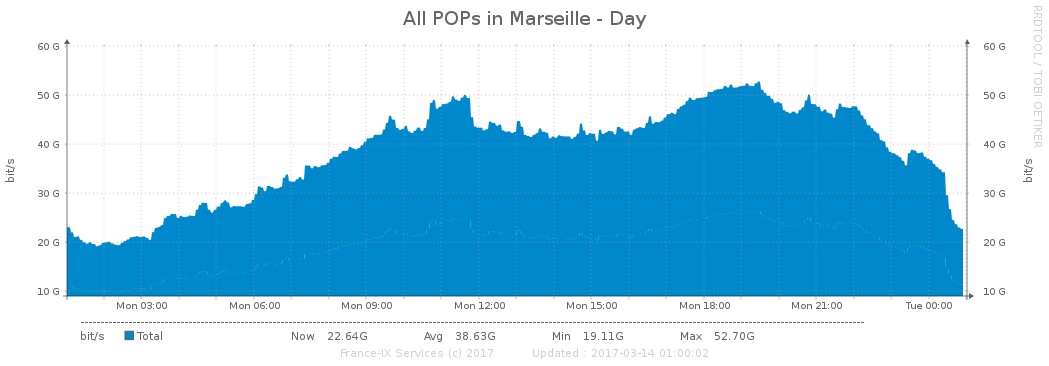 All POPs in Marseille - Day
RRDTOOL / TOBI OETIKER
bit/s
60 G 60 G
50 G 50 G
40 G 40 G
30 G 30 G
20 G 20 G
10 G 10 G
bit/s
Mon 03:00 Mon 06:00 Mon 09:00 Mon 12:00 Mon 15:00 Mon 18:00 Mon 21:00 Tue 00:00
bit/s Total Now 22.64G Avg 38.63G Min 19.11G Max 52.70G
France-IX Services (c) 2017 Updated : 2017-03-14 01:00:02